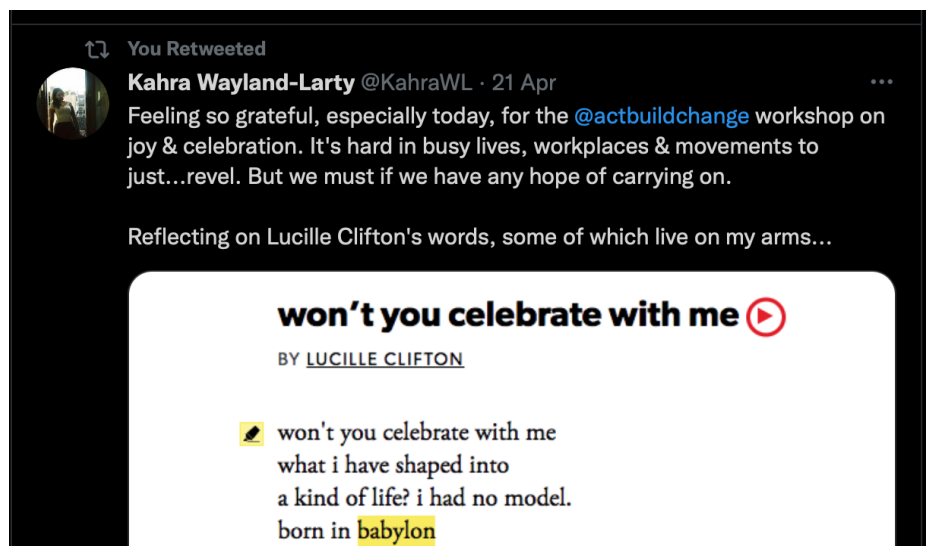 You Retweeted
Kahra Wayland-Larty @KahraWL · 21 Apr
Feeling so grateful, especially today, for the @actbuildchange workshop on
joy & celebration. It's hard in busy lives, workplaces & movements to
just...revel. But we must if we have any hope of carrying on.
Reflecting on Lucille Clifton's words, some of which live on my arms...
won't you celebrate with me
BY LUCILLE CLIFTON
won't you celebrate with me
what i have shaped into
a kind of life? i had no model.
born in babylon